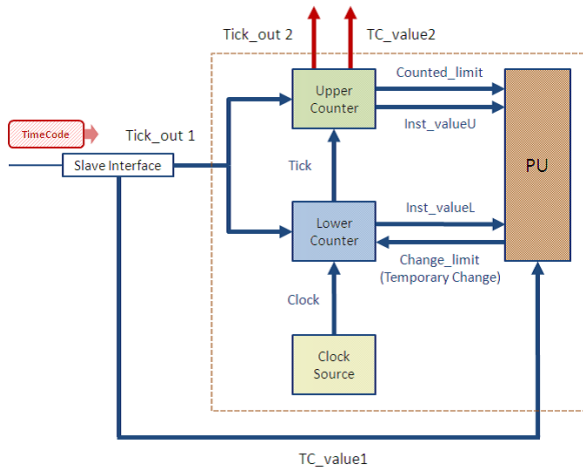 Tick_out 2
TC_value2
Upper
Counter
Counted_limit
Inst_valueU
PU
TimeCode
Tick_out 1
Slave Interface
Tick
Lower
Counter
Inst_valueL
Change_limit
(Temporary Change)
Clock
Clock
Source
TC_value1